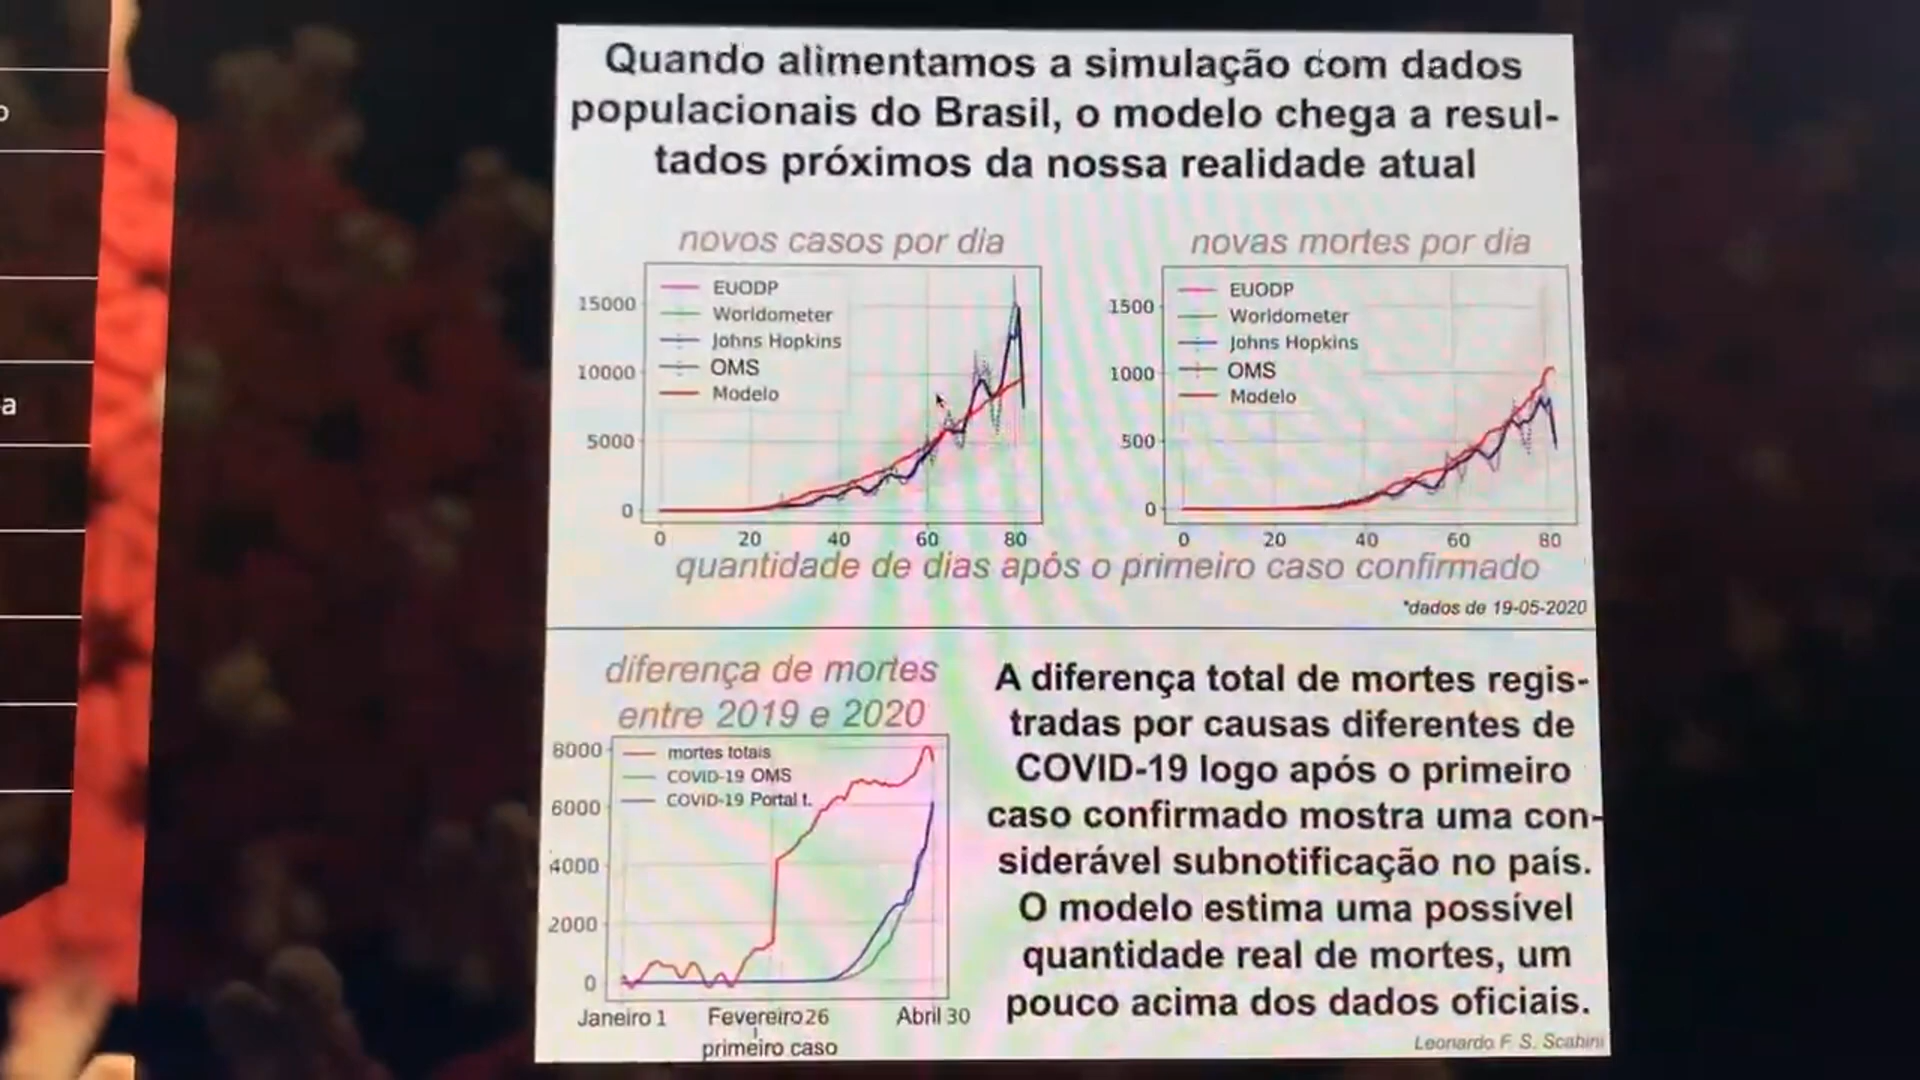 o
a
Quando alimentamos a simulação com dados
populacionais do Brasil, o modelo chega a resul-
tados próximos da nossa realidade atual
novos casos por dia
EUODP
Worldometer
Johns Hopkins
OMS
Modelo
15000
10000
5000
0
0 20 40 60 80
novas mortes por dia
EUODP
Worldometer
Johns Hopkins
OMS
Modelo
1500
1000
500
0
0 20 40 60 80
quantidade de dias após o primeiro caso confirmado
*dados de 19-05-2020
diferença de mortes
entre 2019 e 2020
mortes totais
COVID-19 OMS
COVID-19 Portal t.
8000
6000
4000
2000
0
Janeiro 1 Fevereiro 26 Abril 30
primeiro caso
A diferença total de mortes regis-
tradas por causas diferentes de
COVID-19 logo após o primeiro
caso confirmado mostra uma con-
siderável subnotificação no país.
O modelo estima uma possível
quantidade real de mortes, um
pouco acima dos dados oficiais.
Leonardo F. S. Scabini